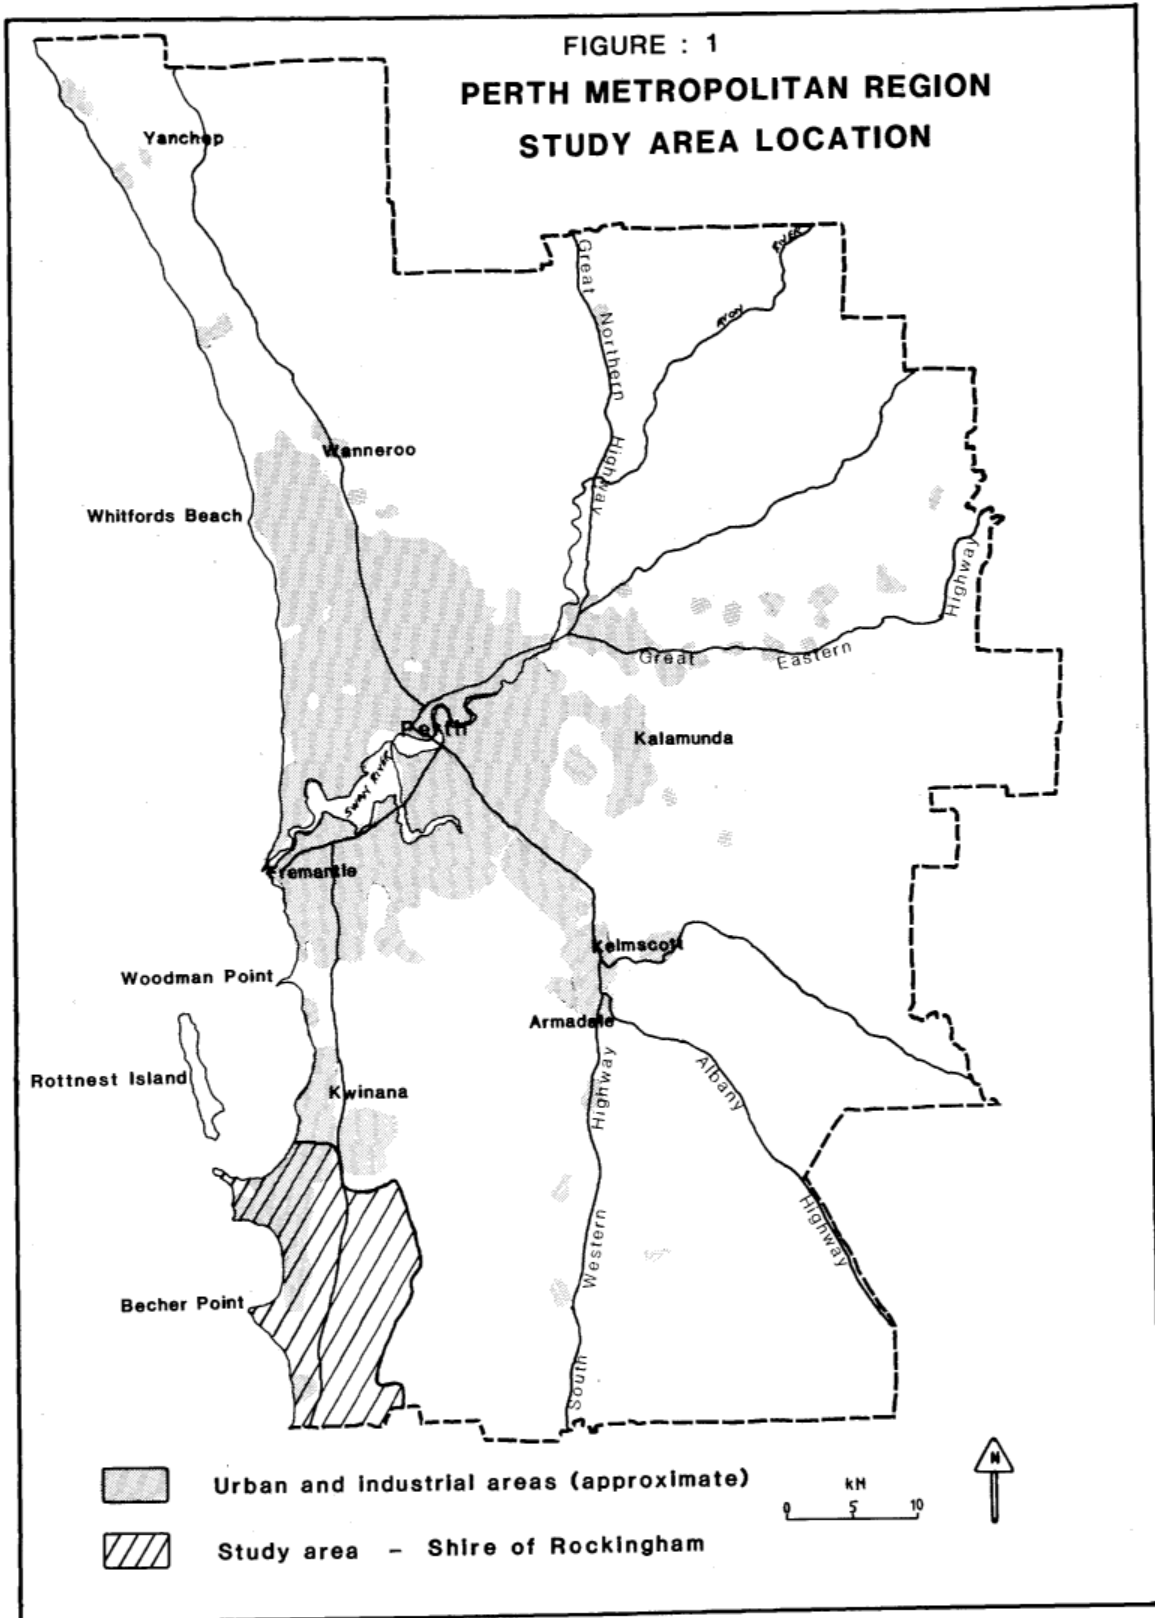 FIGURE : 1
PERTH METROPOLITAN REGION
STUDY AREA LOCATION
Yanchep
RIVER
AVON
Great Northern Highway
Wanneroo
Whitfords Beach
Highway
Great Eastern
Perth
Kalamunda
SWAN RIVER
Fremantle
Kelmscott
Woodman Point
Armadale
Rottnest Island
Kwinana
Albany
Highway
Highway
Western
South
Becher Point
Urban and industrial areas (approximate)
N
kM
0 5 10
Study area - Shire of Rockingham